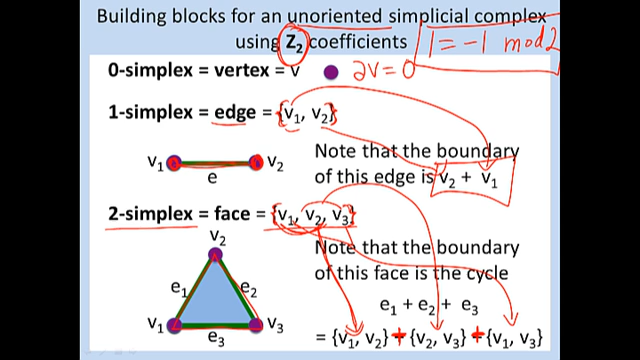 Building blocks for an unoriented simplicial complex
using Z₂ coefficients
1 = -1 mod 2
0-simplex = vertex = v
∂v = 0
1-simplex = edge = {v₁, v₂}
Note that the boundary
of this edge is v₂ + v₁
v₁ v₂
e
2-simplex = face = {v₁, v₂, v₃}
Note that the boundary
of this face is the cycle
e₁ + e₂ + e₃
= {v₁, v₂} + {v₂, v₃} + {v₁, v₃}
v₂
e₁ e₂
v₁ v₃
e₃